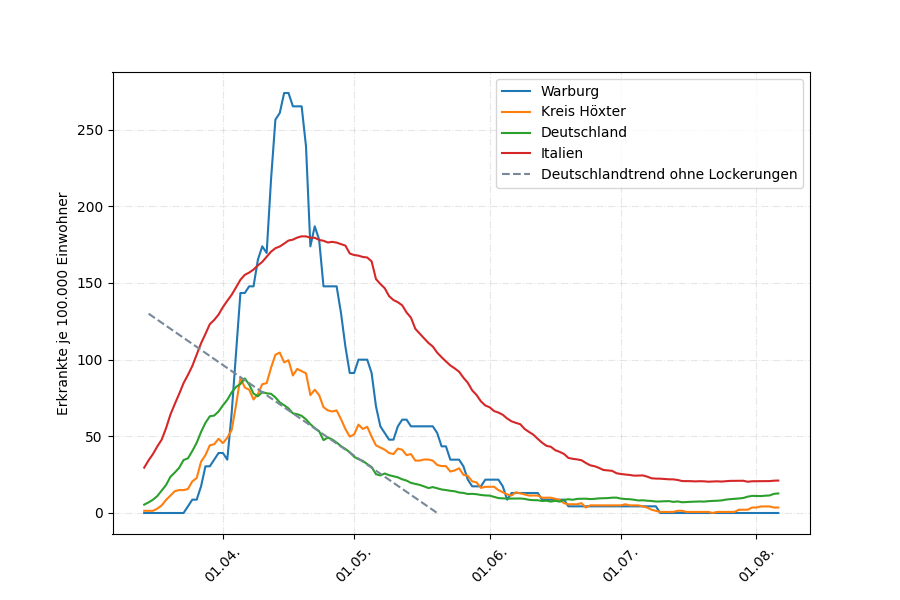 Warburg
Kreis Höxter
Deutschland
Italien
Deutschlandtrend ohne Lockerungen
Erkrankte je 100.000 Einwohner
250
200
150
100
50
0
01.04.
01.05.
01.06.
01.07.
01.08.